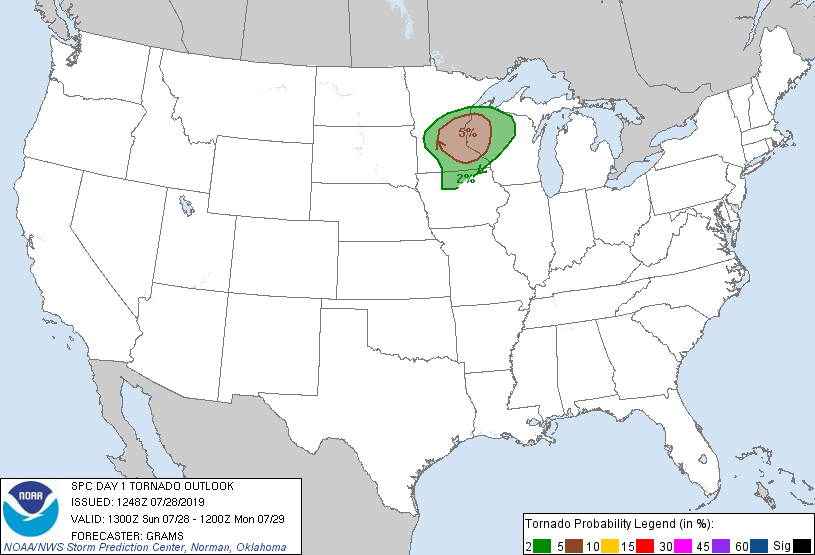 5%
2%
NOAA
SPC DAY 1 TORNADO OUTLOOK
ISSUED: 1248Z 07/28/2019
VALID: 1300Z Sun 07/28 - 1200Z Mon 07/29
FORECASTER: GRAMS
NOAA/NWS Storm Prediction Center, Norman, Oklahoma
Tornado Probability Legend (in %):
2 5 10 15 30 45 60 Sig